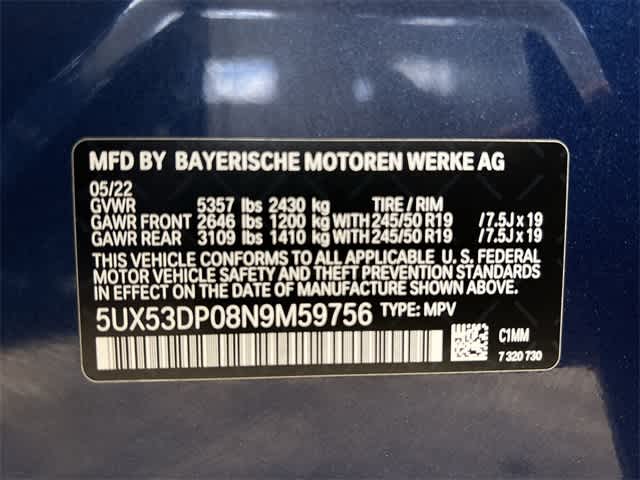 MFD BY BAYERISCHE MOTOREN WERKE AG
05/22
GVWR 5357 lbs 2430 kg TIRE / RIM
GAWR FRONT 2646 lbs 1200 kg WITH 245/50 R19 /7.5J x 19
GAWR REAR 3109 lbs 1410 kg WITH 245/50 R19 /7.5J x 19
THIS VEHICLE CONFORMS TO ALL APPLICABLE U. S. FEDERAL
MOTOR VEHICLE SAFETY AND THEFT PREVENTION STANDARDS
IN EFFECT ON THE DATE OF MANUFACTURE SHOWN ABOVE.
5UX53DP08N9M59756 TYPE: MPV
C1MM
7 320 730